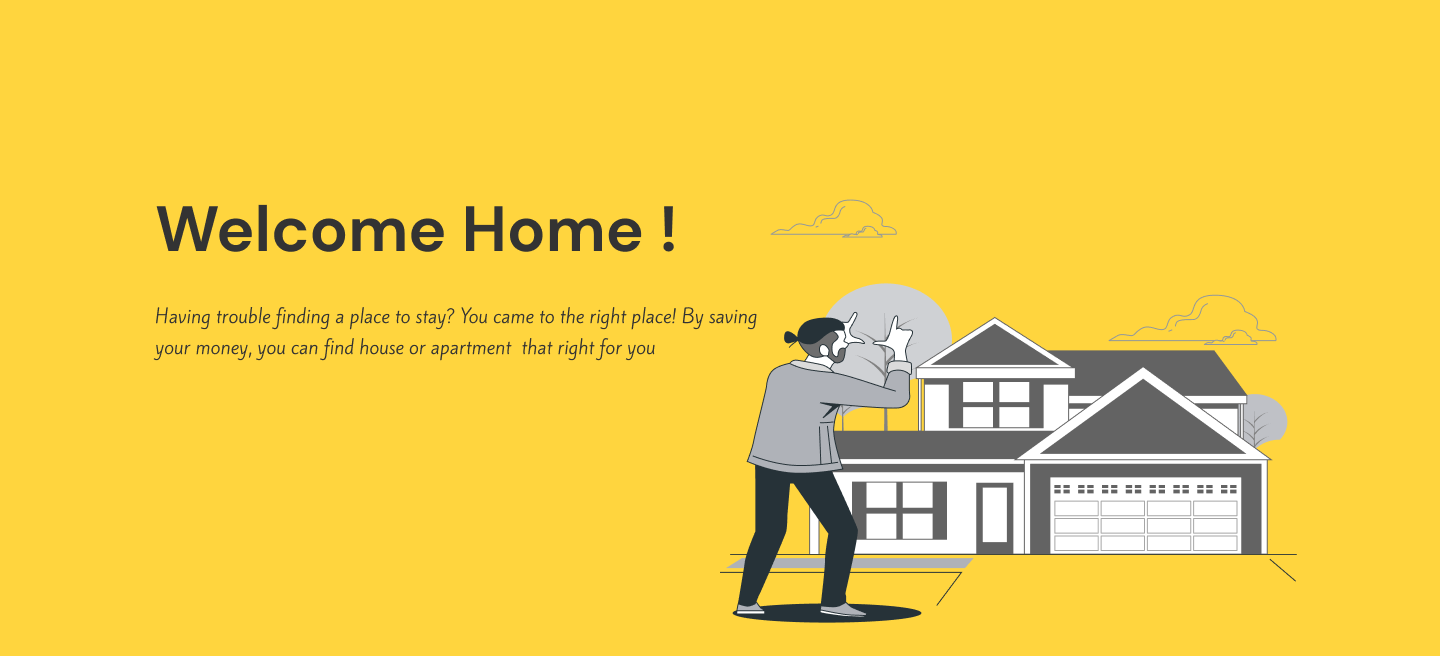 Welcome Home !
Having trouble finding a place to stay? You came to the right place! By saving
your money, you can find house or apartment  that right for you